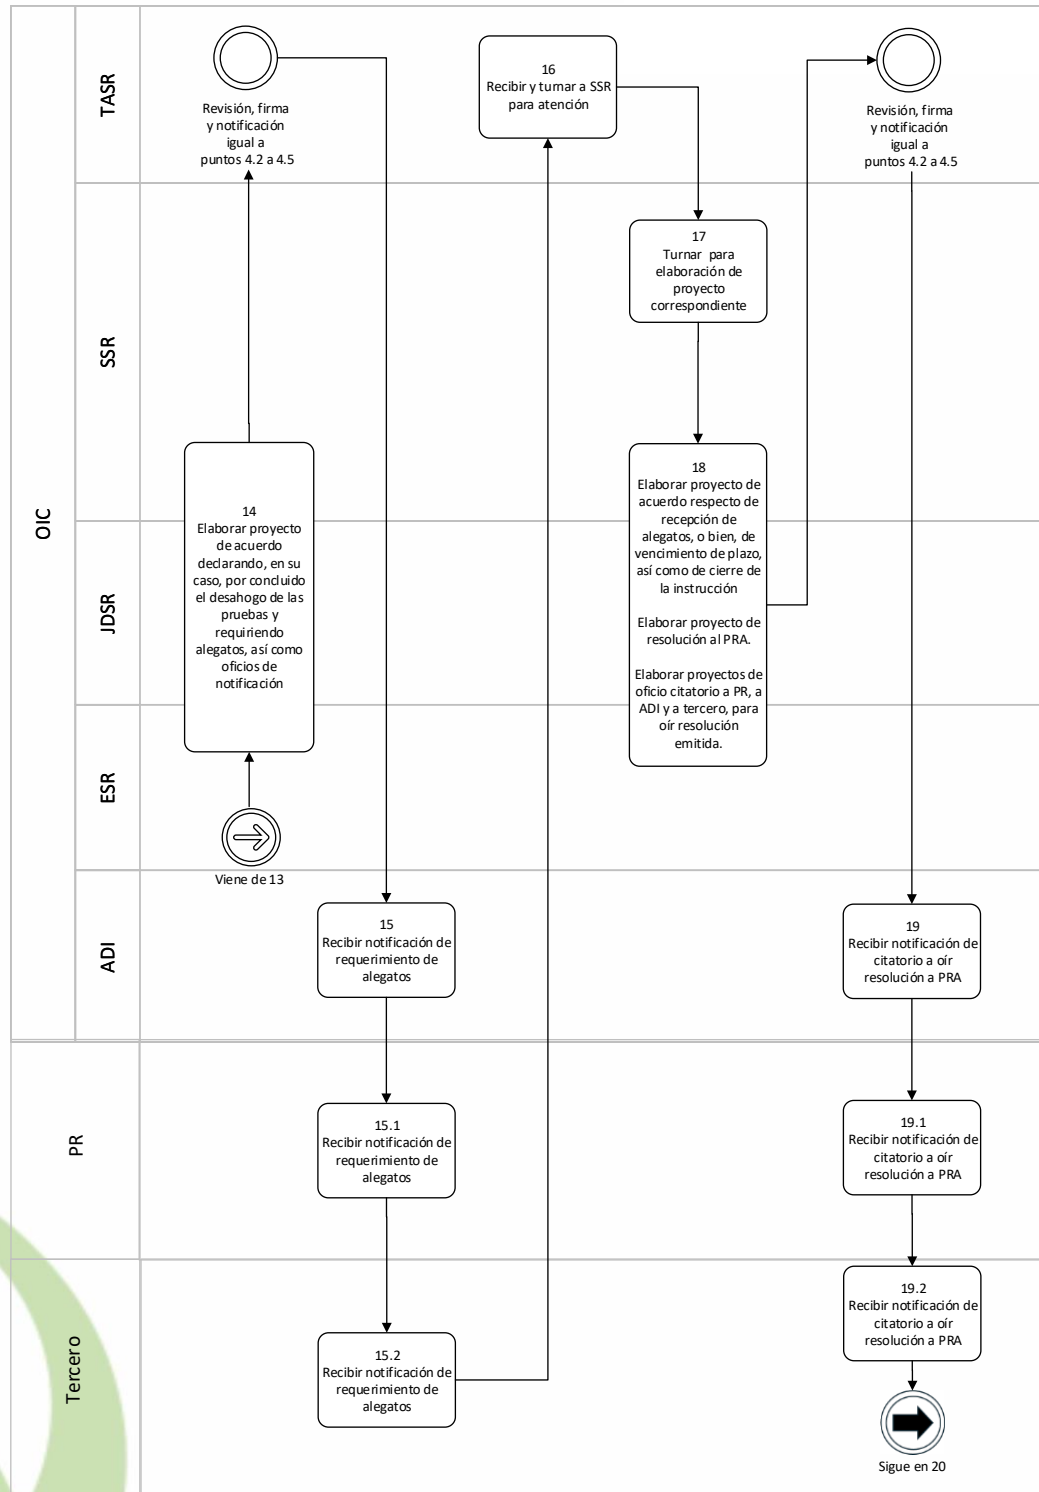 OIC
TASR
SSR
JDSR
ESR
ADI
PR
Tercero
Revisión, firma
y notificación
igual a
puntos 4.2 a 4.5
14
Elaborar proyecto
de acuerdo
declarando, en su
caso, por concluido
el desahogo de las
pruebas y
requiriendo
alegatos, así como
oficios de
notificación
Viene de 13
15
Recibir notificación de
requerimiento de
alegatos
15.1
Recibir notificación de
requerimiento de
alegatos
15.2
Recibir notificación de
requerimiento de
alegatos
16
Recibir y turnar a SSR
para atención
17
Turnar para
elaboración de
proyecto
correspondiente
18
Elaborar proyecto de
acuerdo respecto de
recepción de
alegatos, o bien, de
vencimiento de plazo,
así como de cierre de
la instrucción
Elaborar proyecto de
resolución al PRA.
Elaborar proyectos de
oficio citatorio a PR, a
ADI y a tercero, para
oír resolución
emitida.
Revisión, firma
y notificación
igual a
puntos 4.2 a 4.5
19
Recibir notificación de
citatorio a oír
resolución a PRA
19.1
Recibir notificación de
citatorio a oír
resolución a PRA
19.2
Recibir notificación de
citatorio a oír
resolución a PRA
Sigue en 20